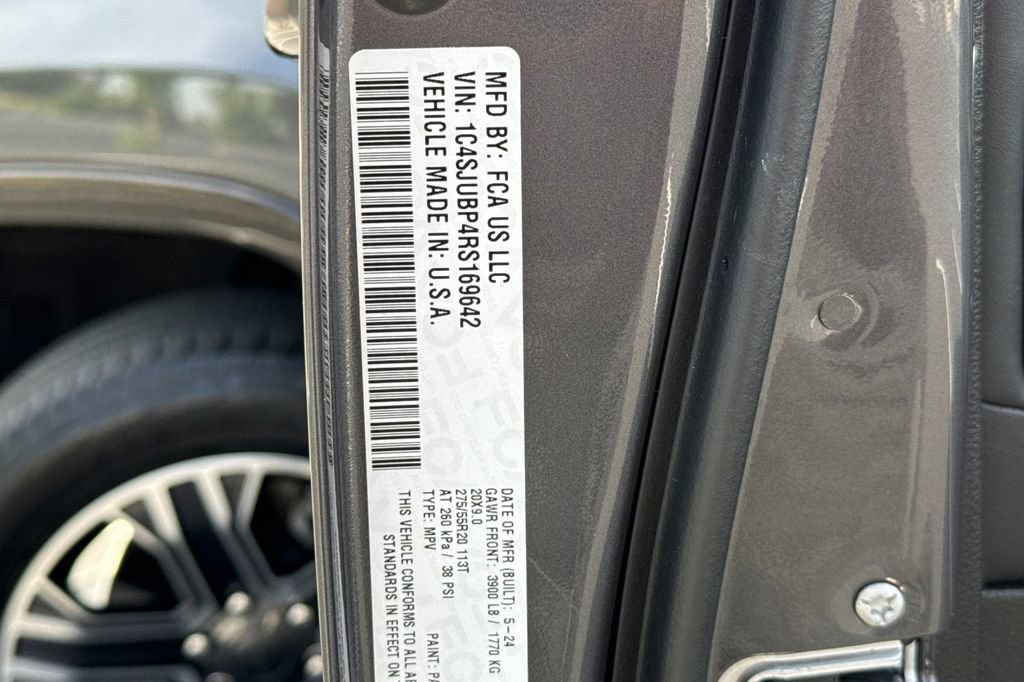 MFD BY: FCA US LLC
VIN: 1C4SJUBP4RS169642
VEHICLE MADE IN: U.S.A.
DATE OF MFR (BUILT): 5-24
GAWR FRONT: 3900 LB / 1770 KG
20X9.0
275/55R20 113T
AT 260 kPa / 38 PSI
TYPE: MPV PAINT:
THIS VEHICLE CONFORMS TO ALL
STANDARDS IN EFFECT ON